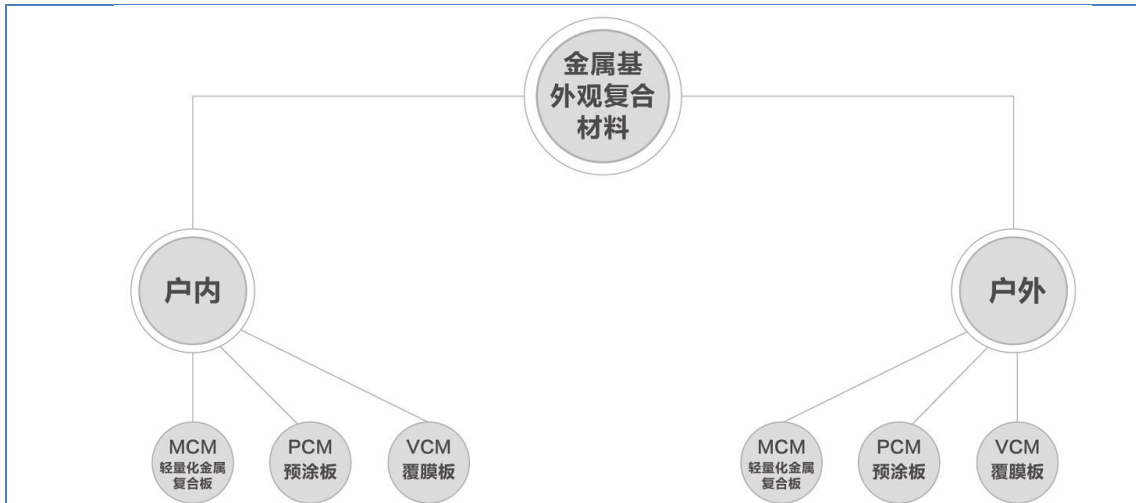 金属基
外观复合
材料
户内
户外
MCM
轻量化金属
复合板
PCM
预涂板
VCM
覆膜板
MCM
轻量化金属
复合板
PCM
预涂板
VCM
覆膜板